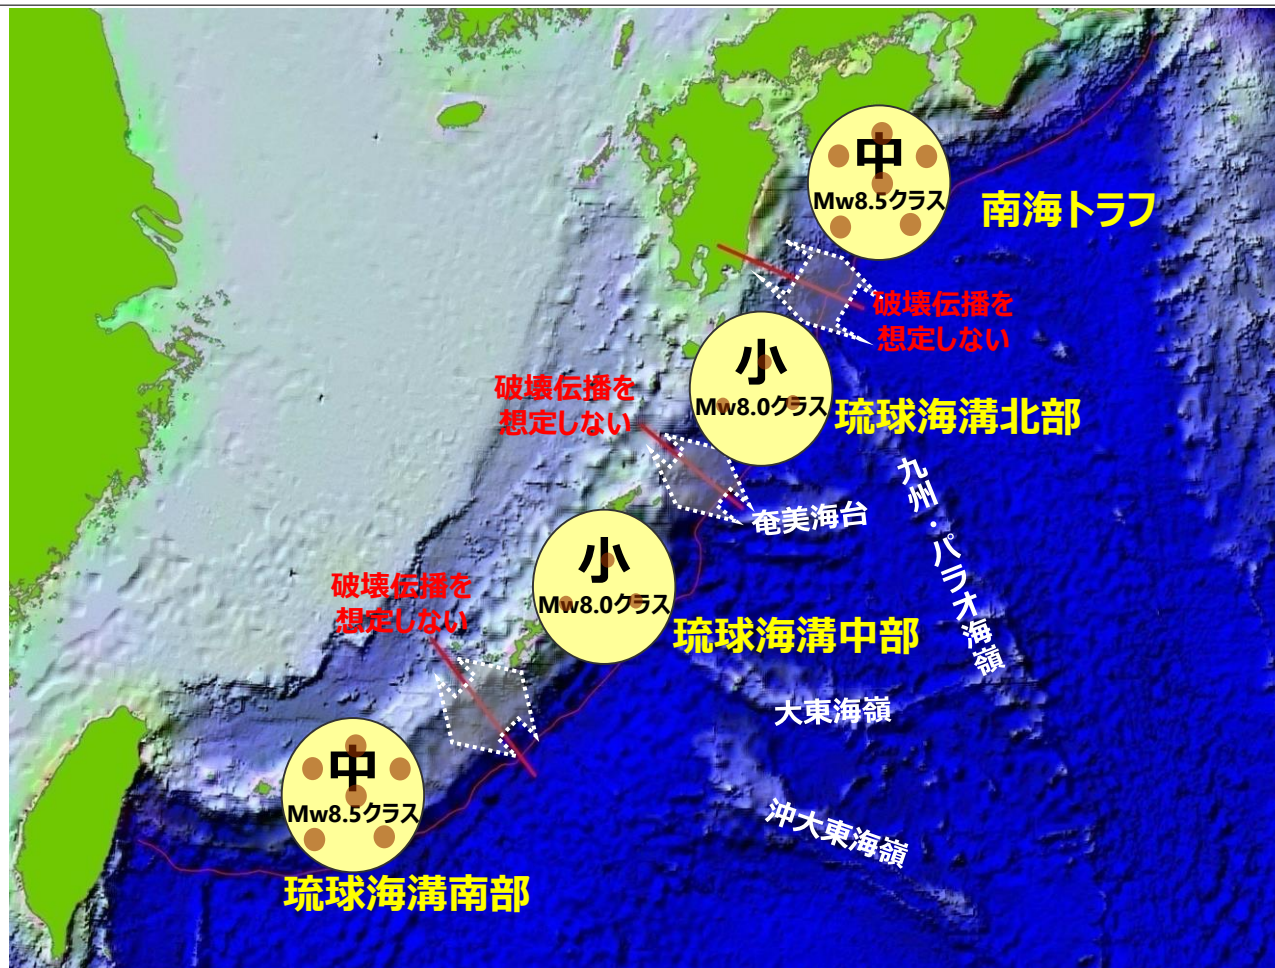 中
Mw8.5クラス
南海トラフ
破壊伝播を
想定しない
小
Mw8.0クラス
琉球海溝北部
破壊伝播を
想定しない
九州・パラオ海嶺
奄美海台
小
Mw8.0クラス
琉球海溝中部
破壊伝播を
想定しない
大東海嶺
中
Mw8.5クラス
琉球海溝南部
沖大東海嶺